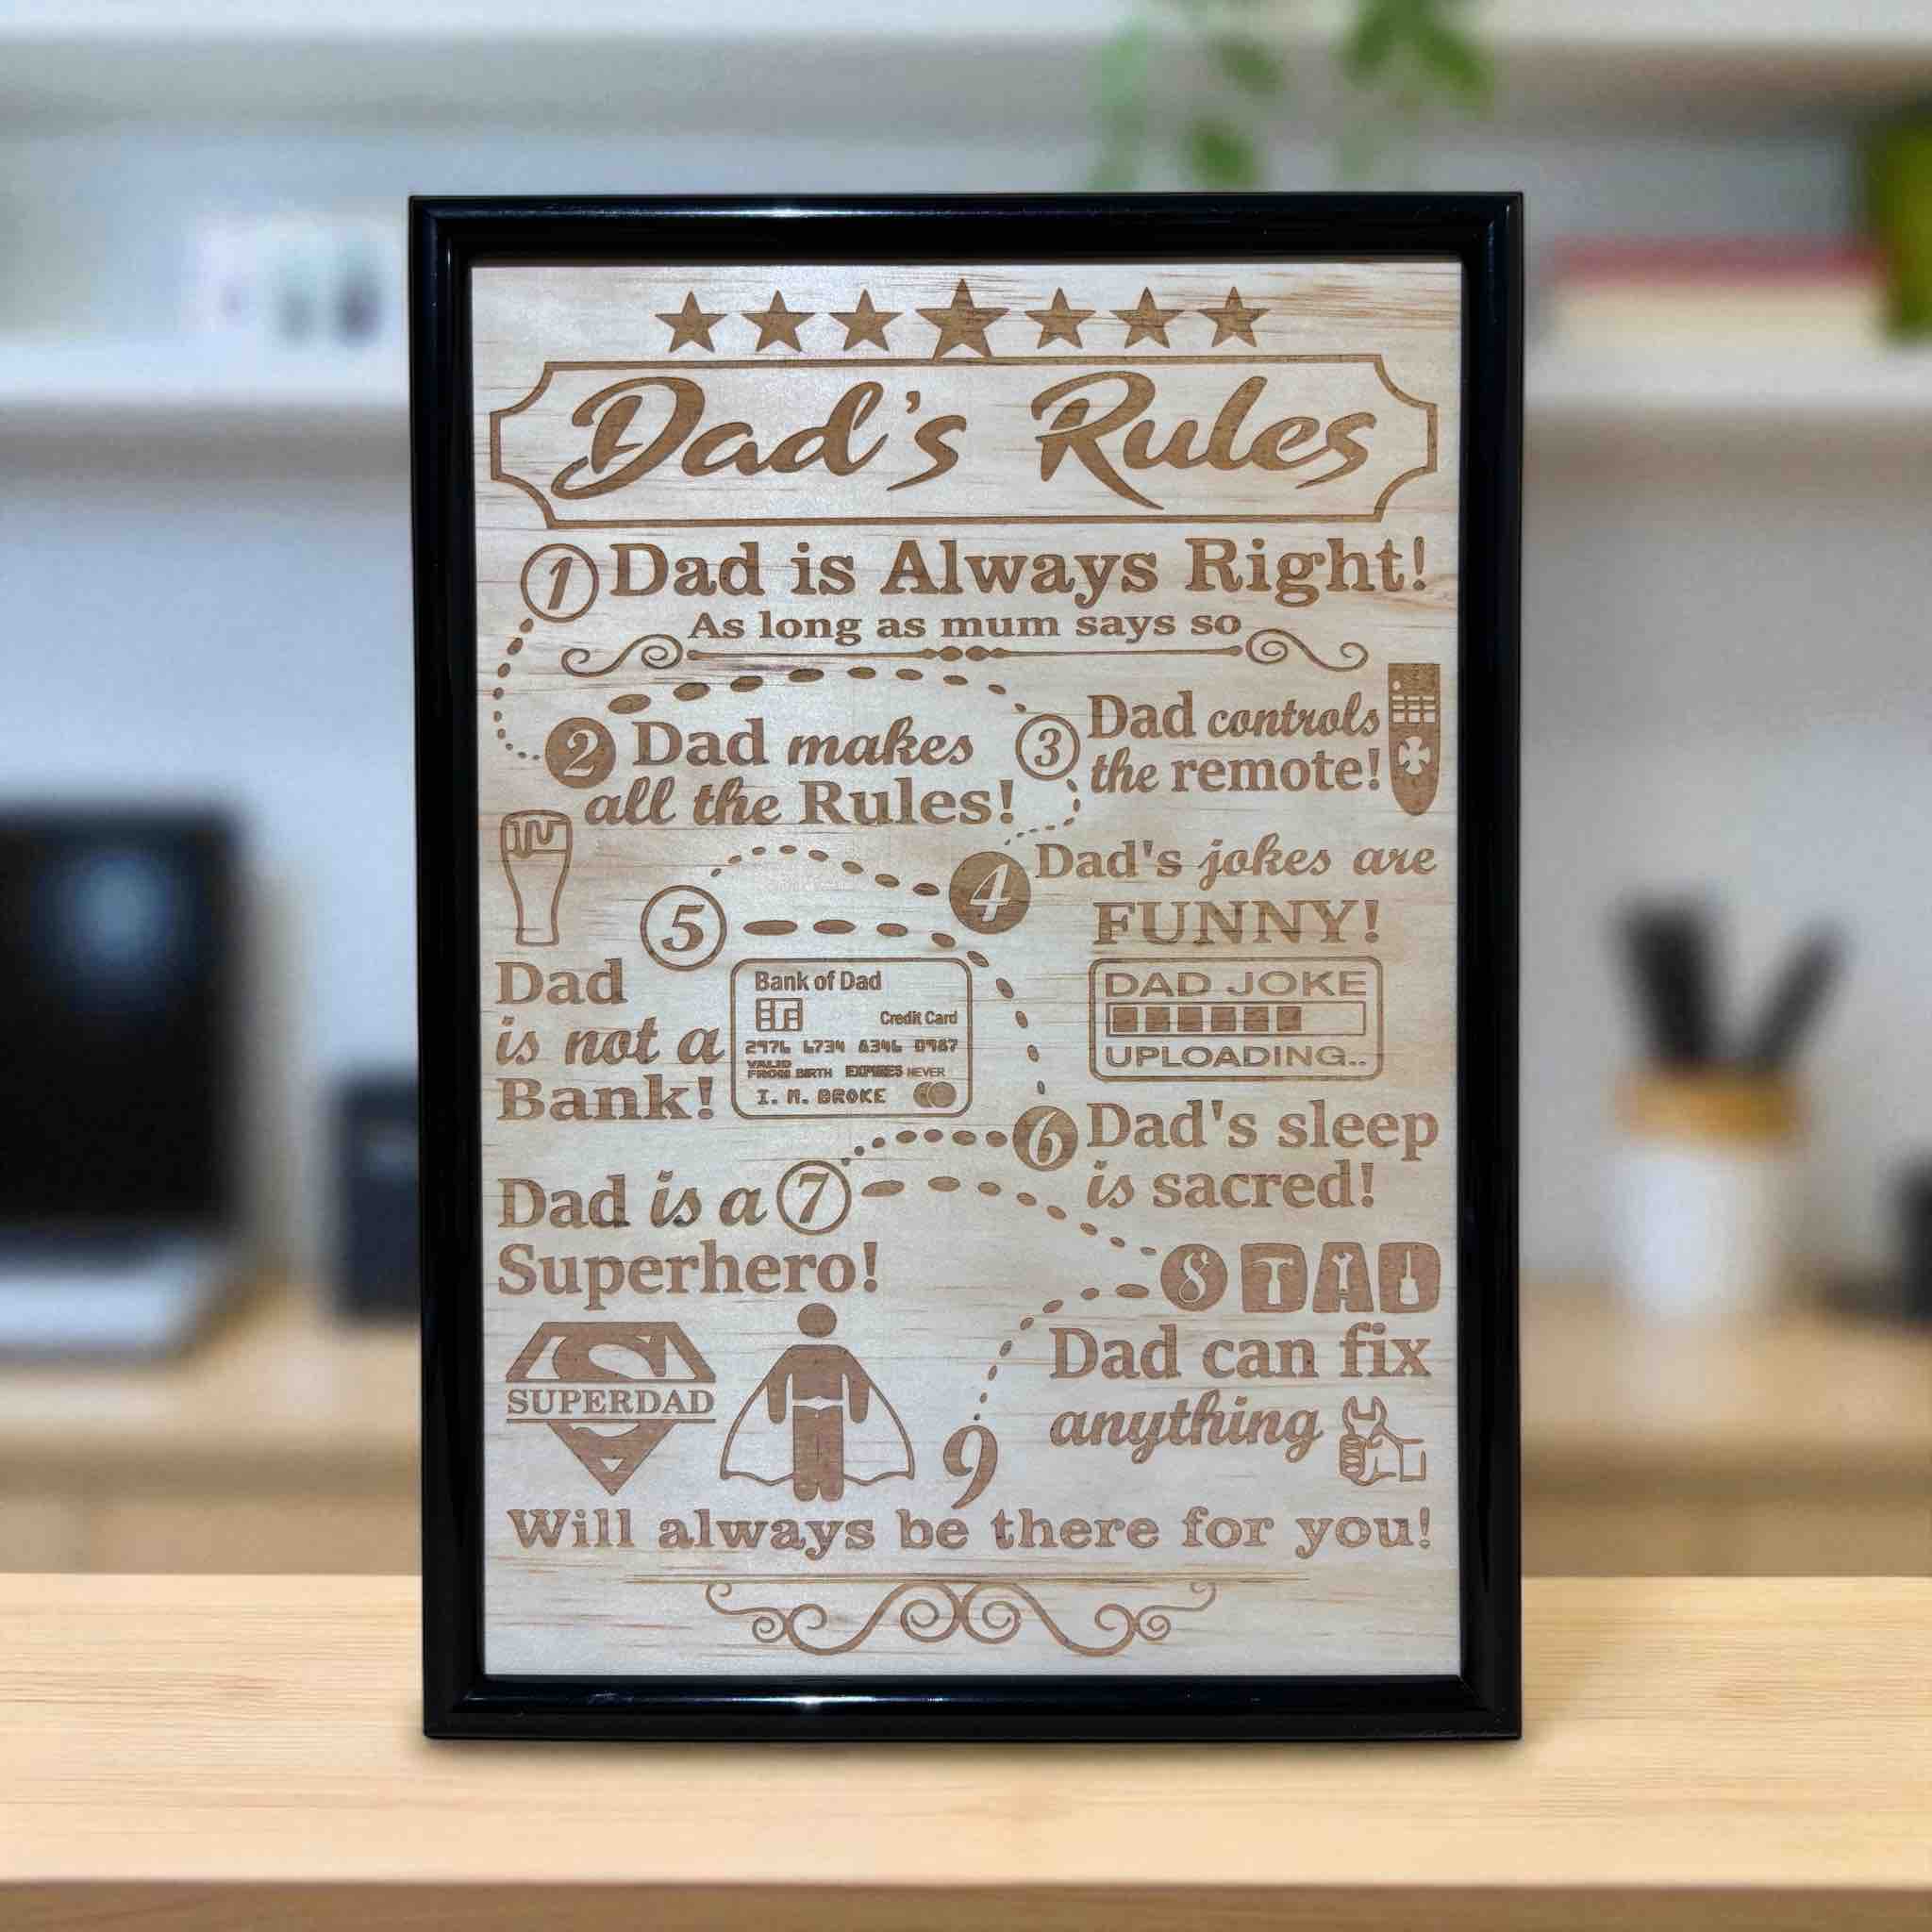 Dad's Rules
1 Dad is Always Right!
As long as mum says so
2 Dad makes
all the Rules!
3 Dad controls
the remote!
4 Dad's jokes are
FUNNY!
DAD JOKE
UPLOADING..
5
Dad
is not a
Bank!
Bank of Dad
Credit Card
2976 6734 6346 0987
VALID
FROM BIRTH EXPIRES NEVER
I. M. BROKE
6 Dad's sleep
is sacred!
Dad is a 7
Superhero!
S
SUPERDAD
8 DAD
Dad can fix
anything
9
Will always be there for you!